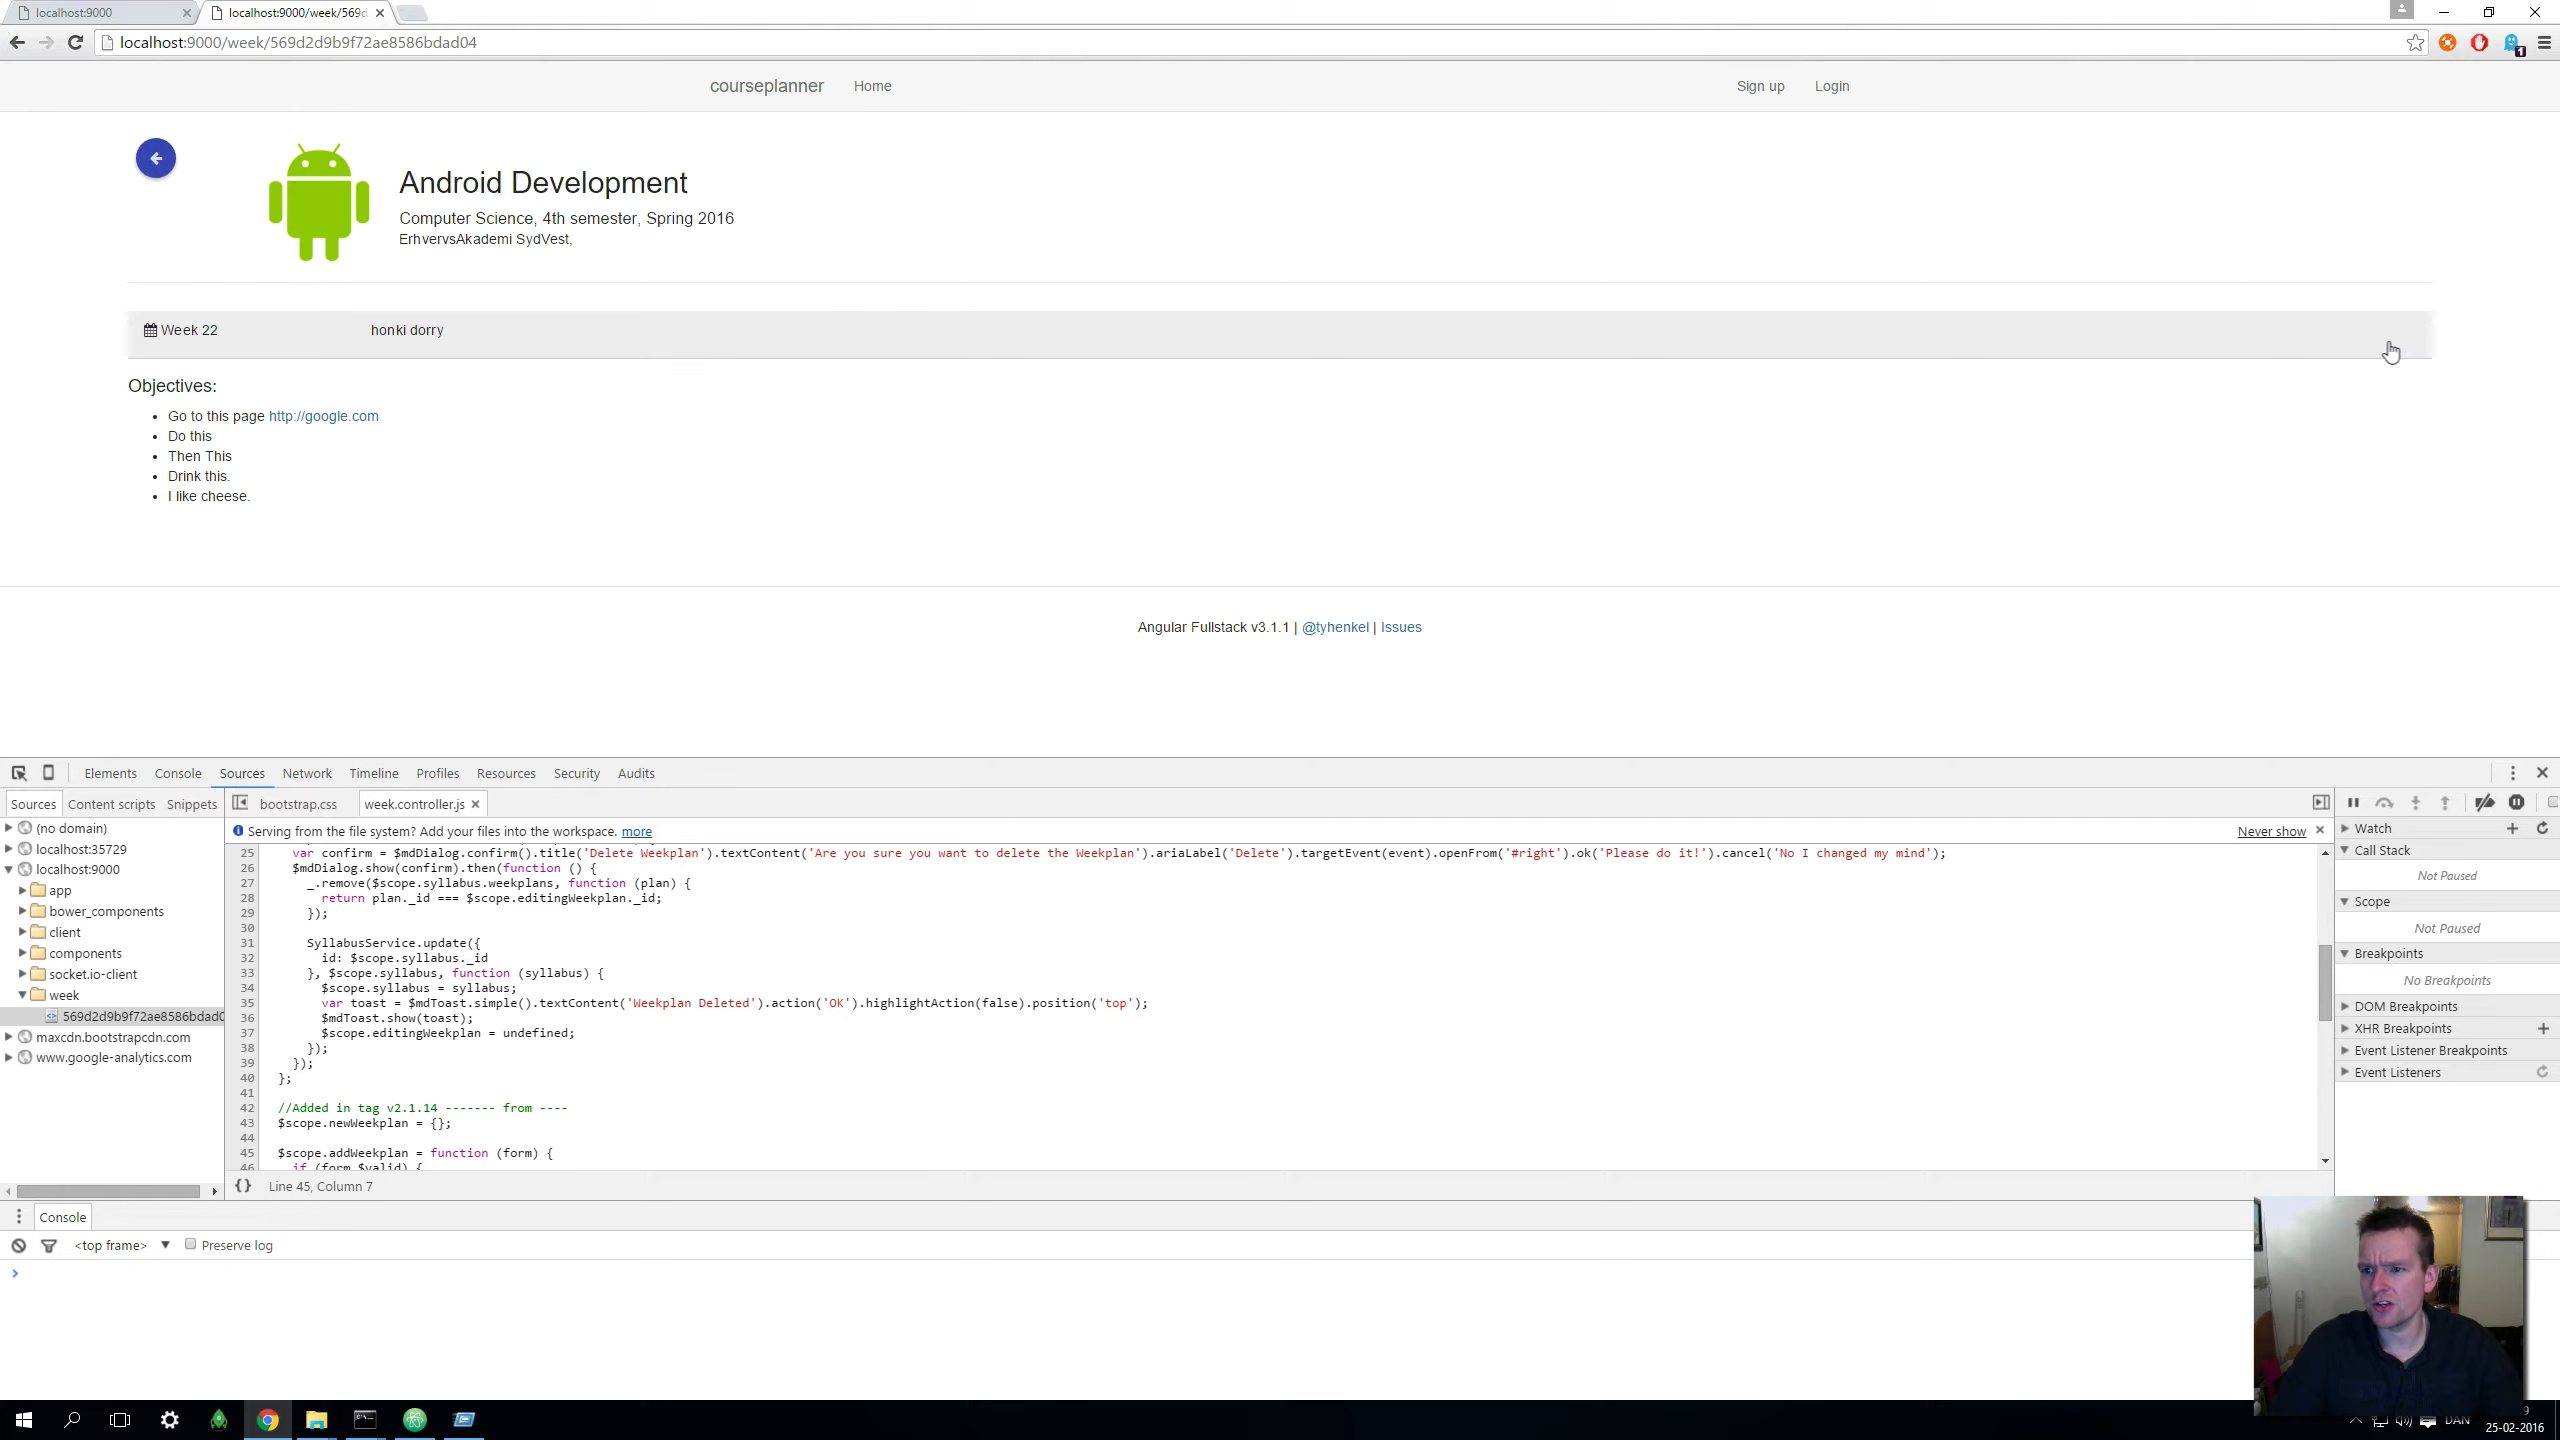 localhost:9000
localhost:9000/week/569d
localhost:9000/week/569d2d9b9f72ae8586bdad04
1
courseplanner Home Sign up Login
Android Development
Computer Science, 4th semester, Spring 2016
ErhvervsAkademi SydVest,
Week 22 honki dorry
Objectives:
Go to this page http://google.com
Do this
Then This
Drink this.
I like cheese.
Angular Fullstack v3.1.1 | @tyhenkel | Issues
Elements Console Sources Network Timeline Profiles Resources Security Audits
Sources Content scripts Snippets bootstrap.css week.controller.js
(no domain)
localhost:35729
localhost:9000
app
bower_components
client
components
socket.io-client
week
569d2d9b9f72ae8586bdad0
maxcdn.bootstrapcdn.com
www.google-analytics.com
Serving from the file system? Add your files into the workspace. more Never show
25 var confirm = $mdDialog.confirm().title('Delete Weekplan').textContent('Are you sure you want to delete the Weekplan').ariaLabel('Delete').targetEvent(event).openFrom('#right').ok('Please do it!').cancel('No I changed my mind');
26 $mdDialog.show(confirm).then(function () {
27 _.remove($scope.syllabus.weekplans, function (plan) {
28 return plan._id === $scope.editingWeekplan._id;
29 });
30
31 SyllabusService.update({
32 id: $scope.syllabus._id
33 }, $scope.syllabus, function (syllabus) {
34 $scope.syllabus = syllabus;
35 var toast = $mdToast.simple().textContent('Weekplan Deleted').action('OK').highlightAction(false).position('top');
36 $mdToast.show(toast);
37 $scope.editingWeekplan = undefined;
38 });
39 });
40 };
41
42 //Added in tag v2.1.14 ------- from ----
43 $scope.newWeekplan = {};
44
45 $scope.addWeekplan = function (form) {
46 if (form.$valid) {
{} Line 45, Column 7
Watch
Call Stack
Not Paused
Scope
Not Paused
Breakpoints
No Breakpoints
DOM Breakpoints
XHR Breakpoints
Event Listener Breakpoints
Event Listeners
Console
<top frame> Preserve log
DAN
25-02-2016